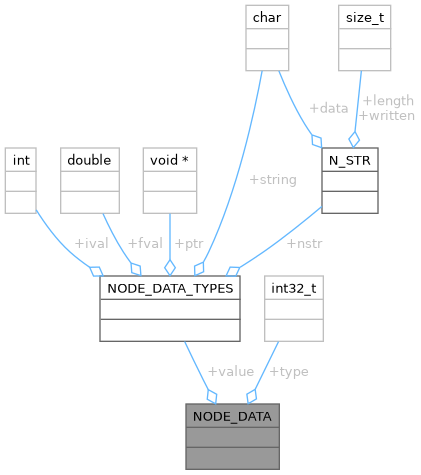 char
size_t
+data
+length
+written
int
double
void *
N_STR
+string
+ival
+fval
+ptr
+nstr
NODE_DATA_TYPES
int32_t
+value
+type
NODE_DATA